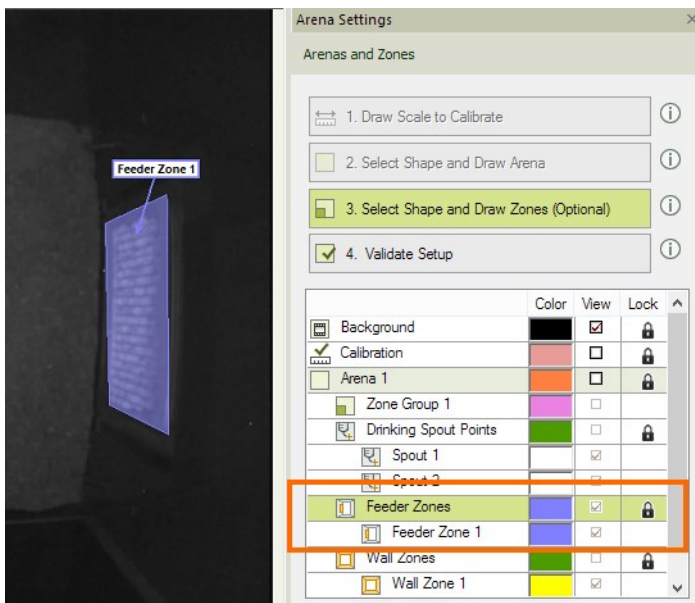 Arena Settings
Arenas and Zones
1. Draw Scale to Calibrate
2. Select Shape and Draw Arena
3. Select Shape and Draw Zones (Optional)
4. Validate Setup
Color View Lock
Background
Calibration
Arena 1
Zone Group 1
Drinking Spout Points
Spout 1
Spout 2
Feeder Zones
Feeder Zone 1
Wall Zones
Wall Zone 1
Feeder Zone 1